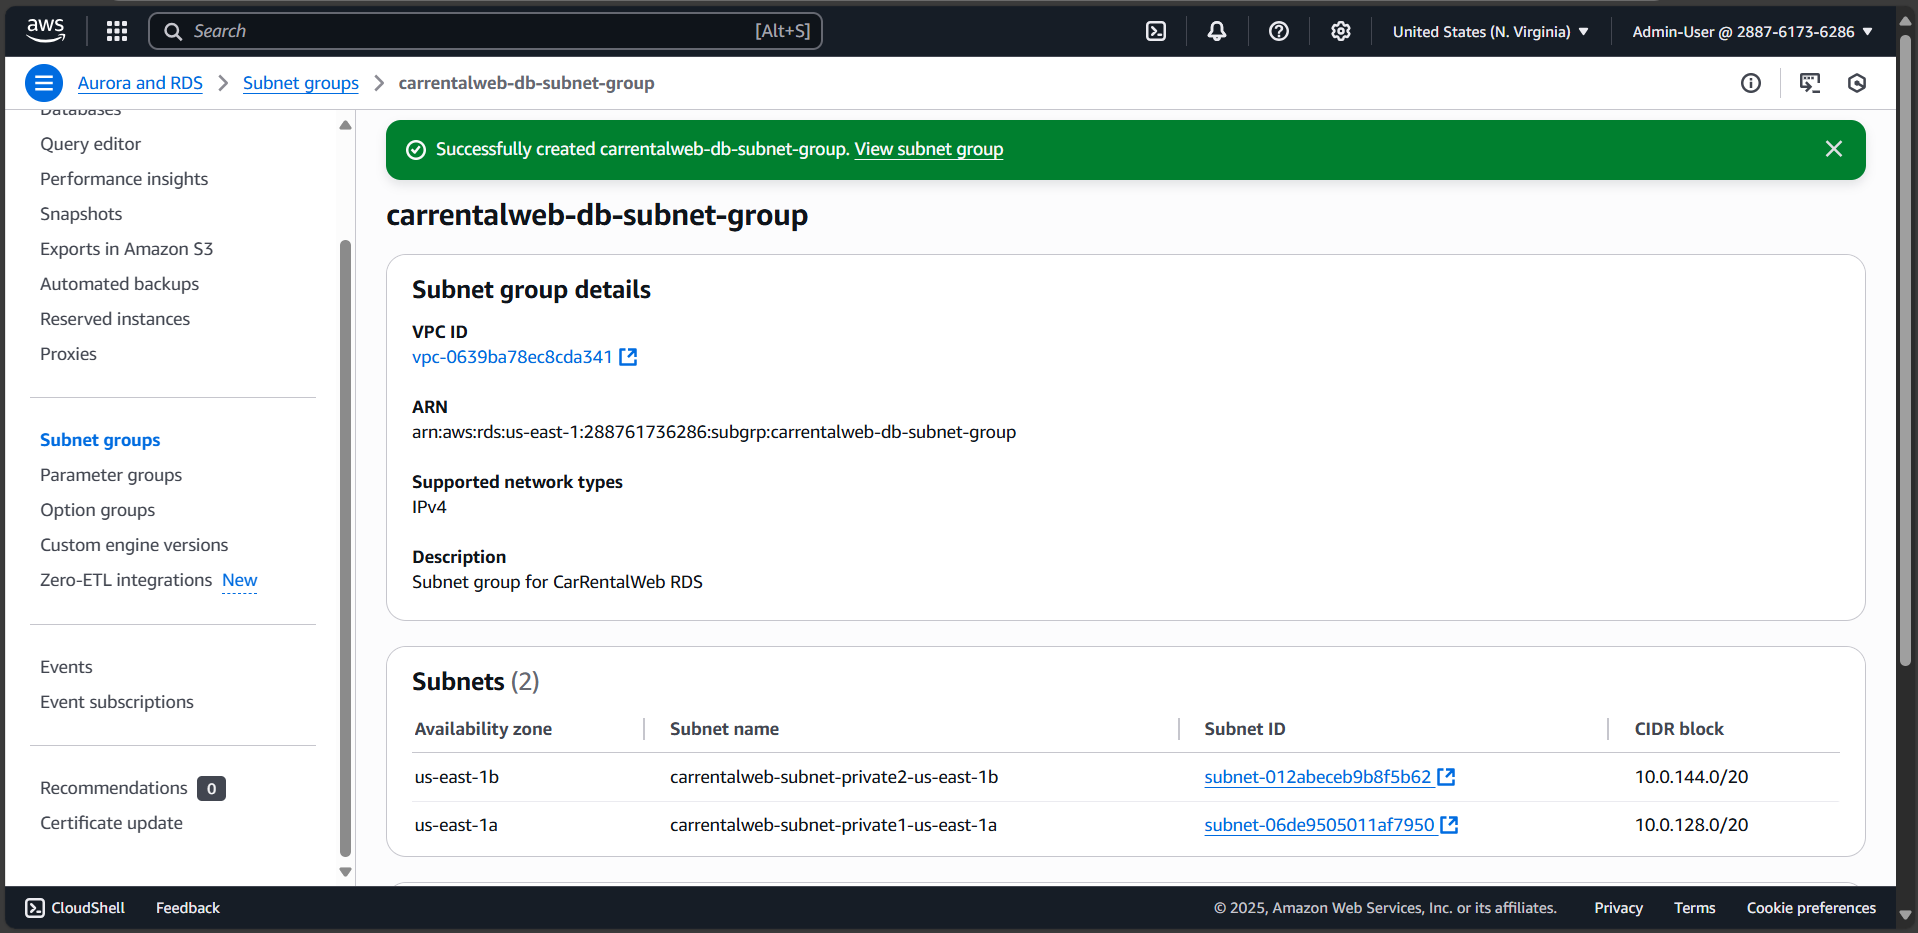 aws
Search [Alt+S]
United States (N. Virginia)
Admin-User @ 2887-6173-6286
Aurora and RDS
Subnet groups
carrentalweb-db-subnet-group
Databases
Query editor
Performance insights
Snapshots
Exports in Amazon S3
Automated backups
Reserved instances
Proxies
Subnet groups
Parameter groups
Option groups
Custom engine versions
Zero-ETL integrations New
Events
Event subscriptions
Recommendations 0
Certificate update
Successfully created carrentalweb-db-subnet-group. View subnet group
carrentalweb-db-subnet-group
Subnet group details
VPC ID
vpc-0639ba78ec8cda341
ARN
arn:aws:rds:us-east-1:288761736286:subgrp:carrentalweb-db-subnet-group
Supported network types
IPv4
Description
Subnet group for CarRentalWeb RDS
Subnets (2)
Availability zone Subnet name Subnet ID CIDR block
us-east-1b carrentalweb-subnet-private2-us-east-1b subnet-012abeceb9b8f5b62 10.0.144.0/20
us-east-1a carrentalweb-subnet-private1-us-east-1a subnet-06de9505011af7950 10.0.128.0/20
CloudShell
Feedback
© 2025, Amazon Web Services, Inc. or its affiliates.
Privacy
Terms
Cookie preferences